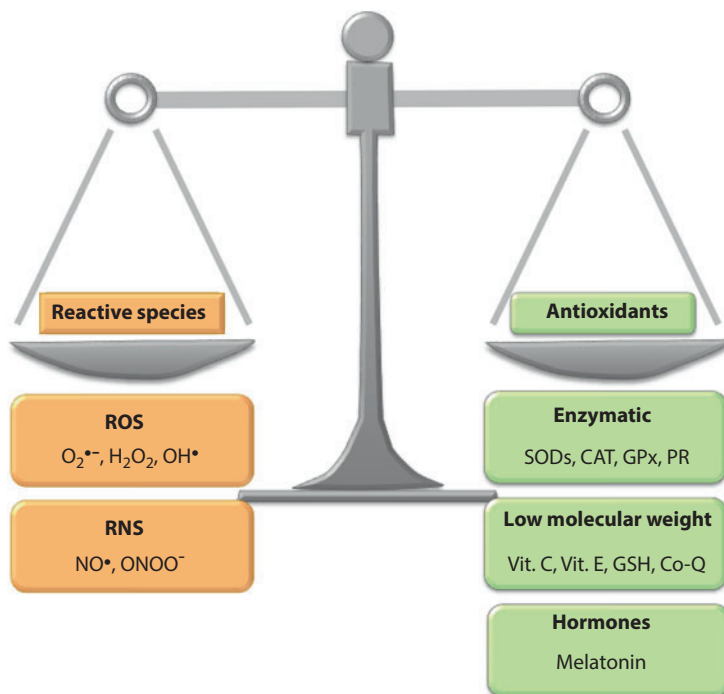 Reactive species
ROS
O₂•⁻, H₂O₂, OH•
RNS
NO•, ONOO⁻
Antioxidants
Enzymatic
SODs, CAT, GPx, PR
Low molecular weight
Vit. C, Vit. E, GSH, Co-Q
Hormones
Melatonin